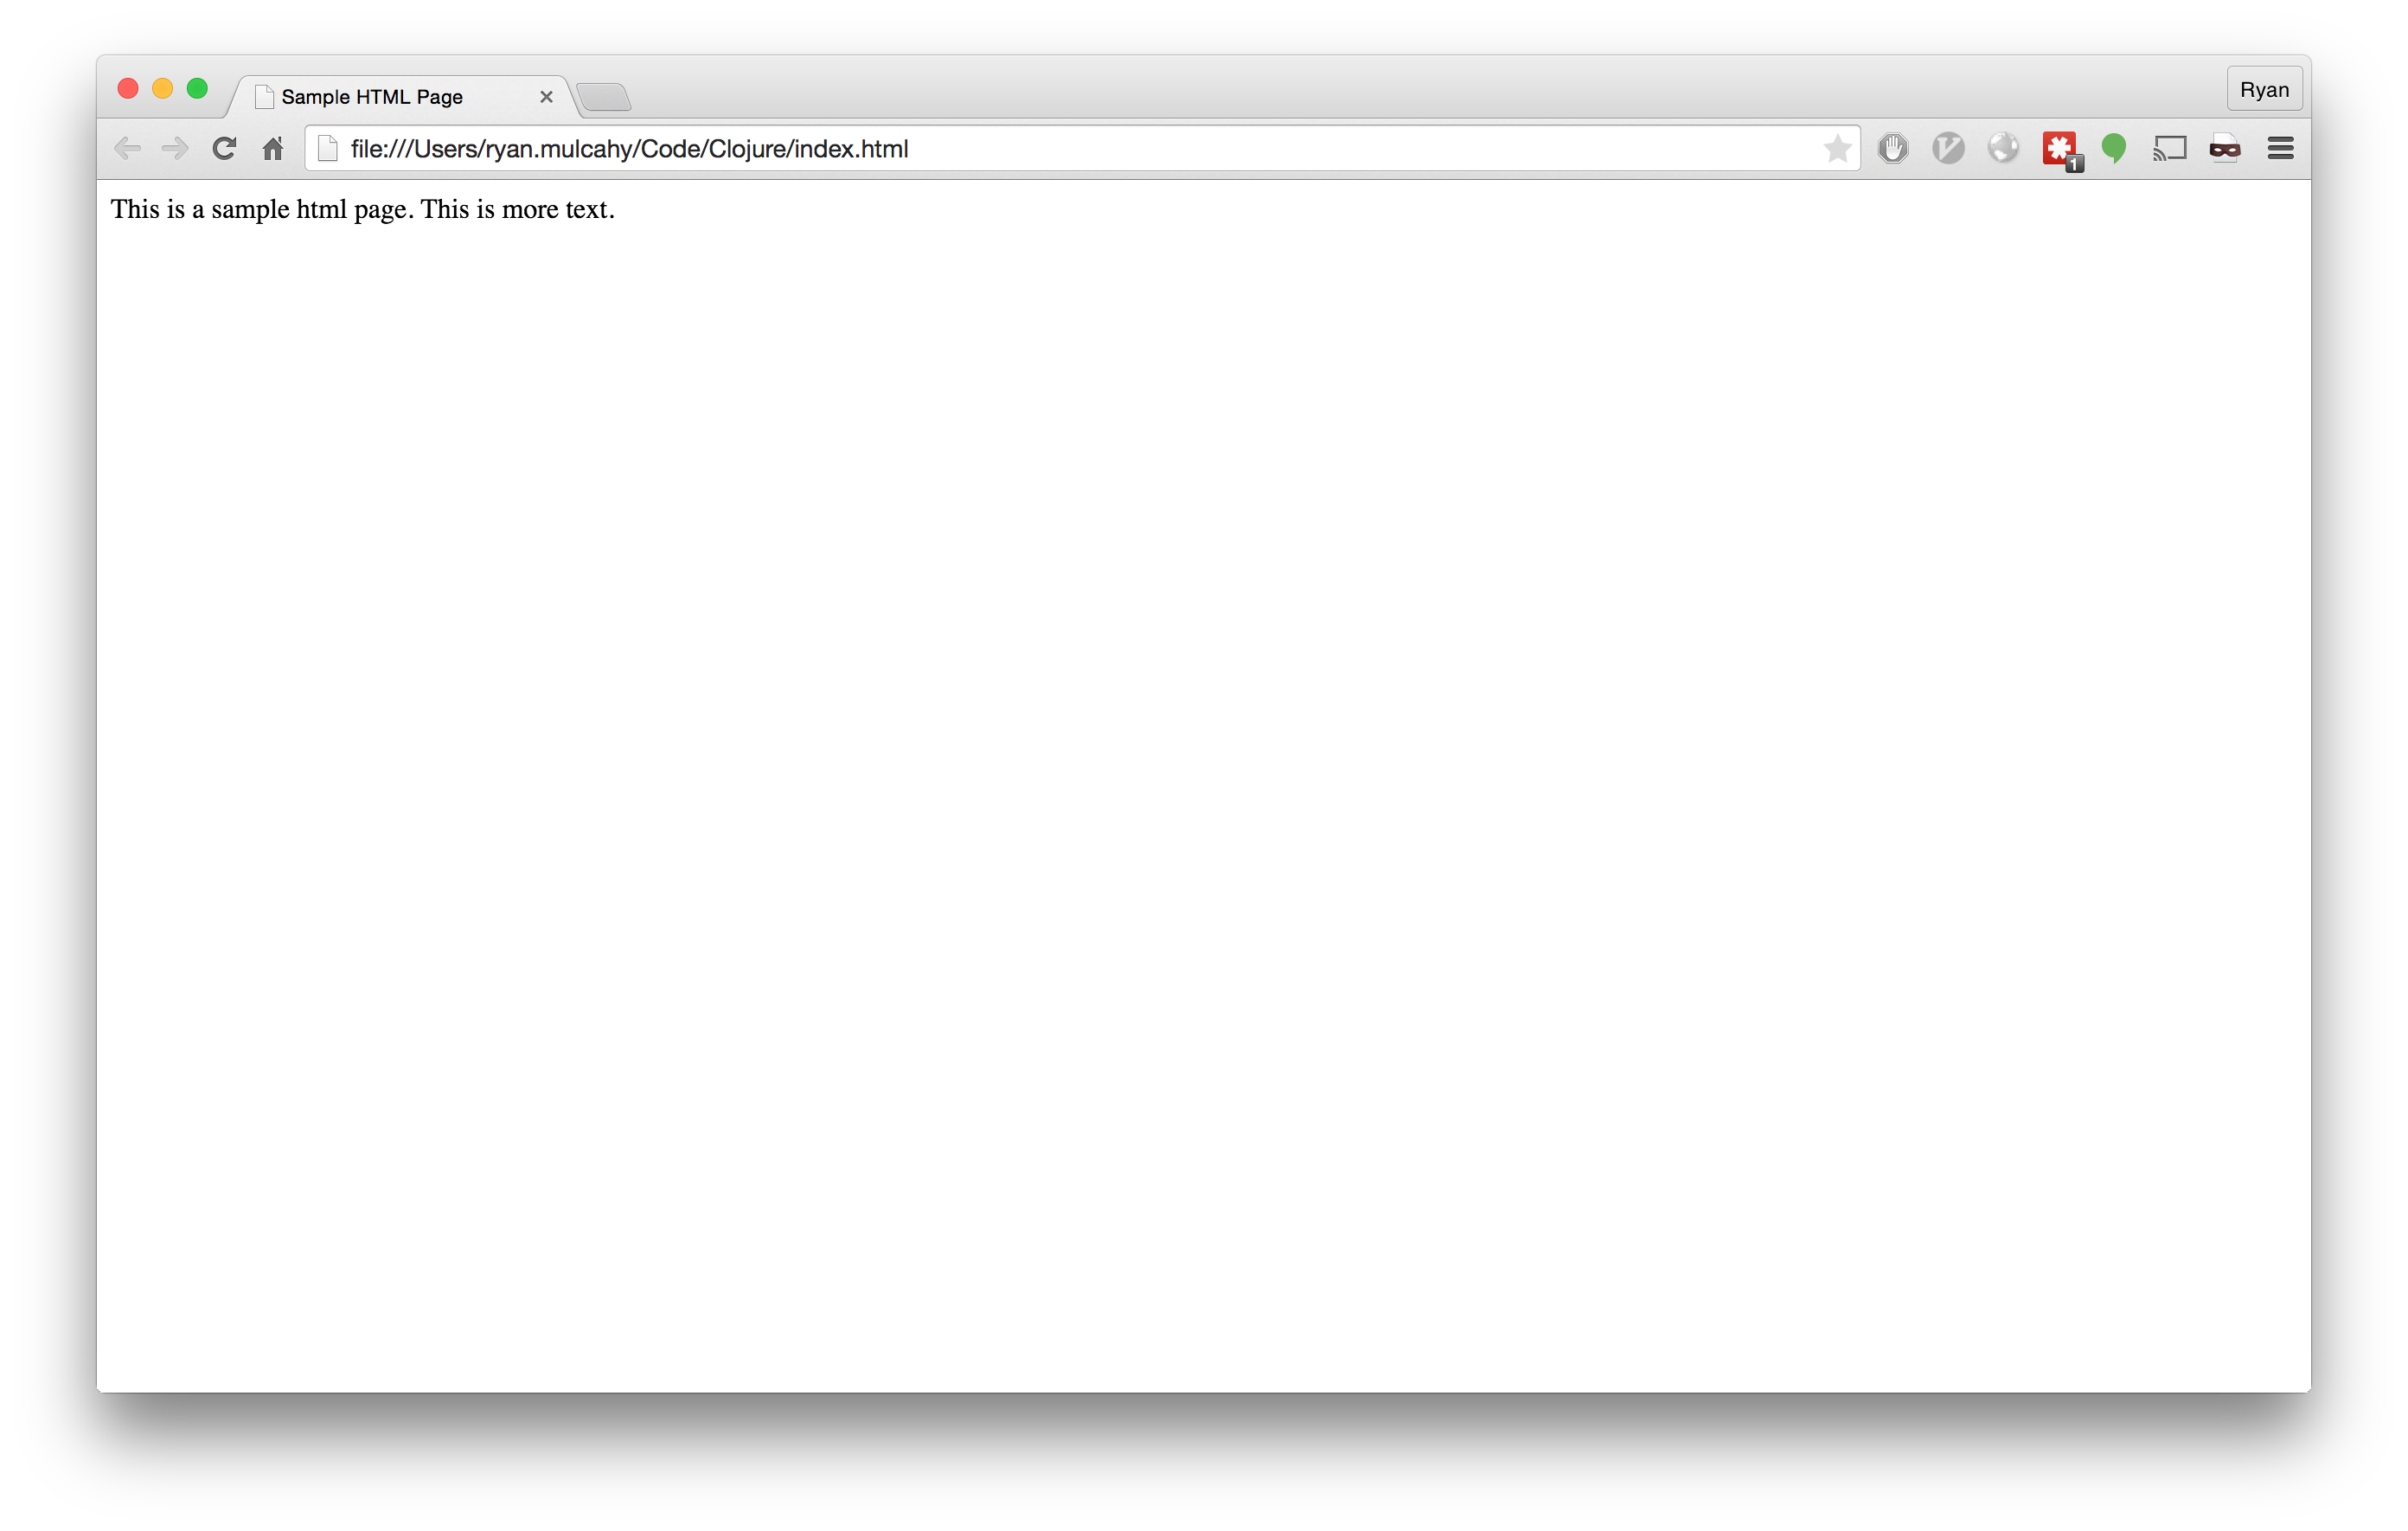 Sample HTML Page
Ryan
file:///Users/ryan.mulcahy/Code/Clojure/index.html
1
This is a sample html page. This is more text.